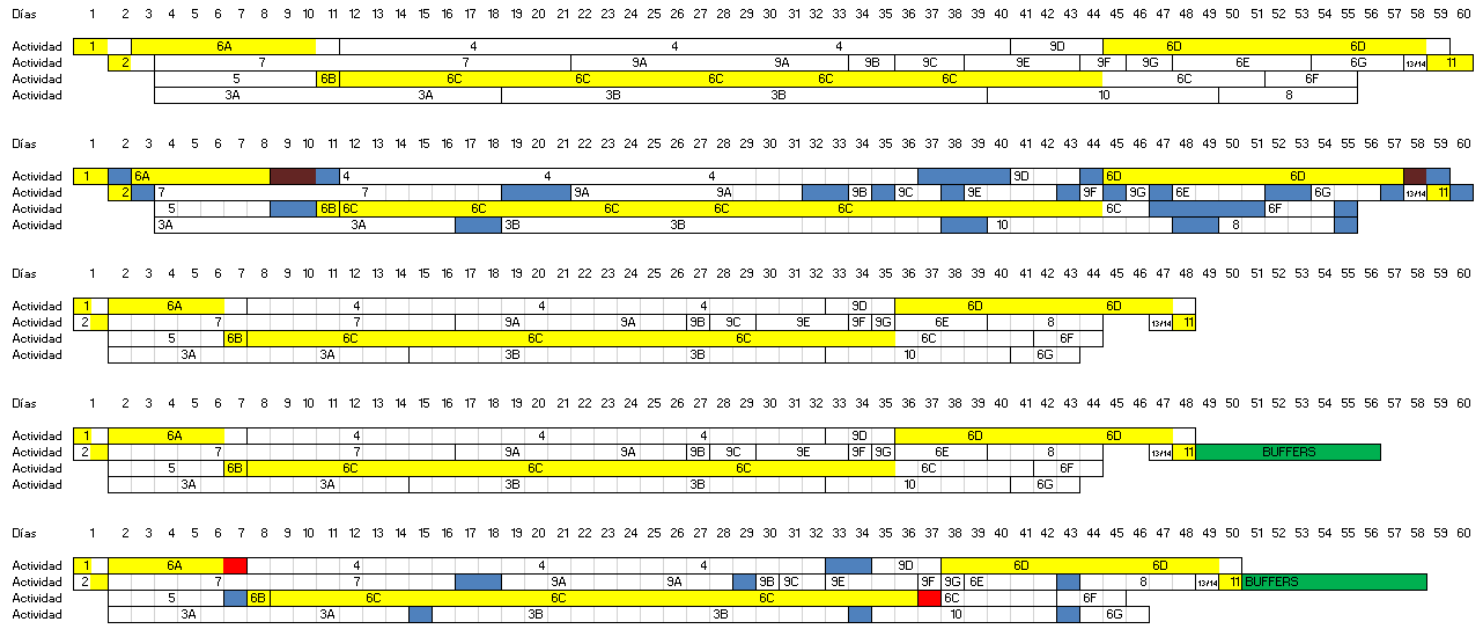 Días 1 2 3 4 5 6 7 8 9 10 11 12 13 14 15 16 17 18 19 20 21 22 23 24 25 26 27 28 29 30 31 32 33 34 35 36 37 38 39 40 41 42 43 44 45 46 47 48 49 50 51 52 53 54 55 56 57 58 59 60
Actividad 1 6A 4 4 4 9D 6D 6D
Actividad 2 7 7 9A 9A 9B 9C 9E 9F 9G 6E 6G 13/14 11
Actividad 5 6B 6C 6C 6C 6C 6C 6C 6F
Actividad 3A 3A 3B 3B 10 8
Días 1 2 3 4 5 6 7 8 9 10 11 12 13 14 15 16 17 18 19 20 21 22 23 24 25 26 27 28 29 30 31 32 33 34 35 36 37 38 39 40 41 42 43 44 45 46 47 48 49 50 51 52 53 54 55 56 57 58 59 60
Actividad 1 6A 4 4 4 9D 6D 6D
Actividad 2 7 7 9A 9A 9B 9C 9E 9F 9G 6E 6G 13/14 11
Actividad 5 6B 6C 6C 6C 6C 6C 6C 6F
Actividad 3A 3A 3B 3B 10 8
Días 1 2 3 4 5 6 7 8 9 10 11 12 13 14 15 16 17 18 19 20 21 22 23 24 25 26 27 28 29 30 31 32 33 34 35 36 37 38 39 40 41 42 43 44 45 46 47 48 49 50 51 52 53 54 55 56 57 58 59 60
Actividad 1 6A 4 4 4 9D 6D 6D
Actividad 2 7 7 9A 9A 9B 9C 9E 9F 9G 6E 8 13/14 11
Actividad 5 6B 6C 6C 6C 6C 6F
Actividad 3A 3A 3B 3B 10 6G
Días 1 2 3 4 5 6 7 8 9 10 11 12 13 14 15 16 17 18 19 20 21 22 23 24 25 26 27 28 29 30 31 32 33 34 35 36 37 38 39 40 41 42 43 44 45 46 47 48 49 50 51 52 53 54 55 56 57 58 59 60
Actividad 1 6A 4 4 4 9D 6D 6D
Actividad 2 7 7 9A 9A 9B 9C 9E 9F 9G 6E 8 13/14 11 BUFFERS
Actividad 5 6B 6C 6C 6C 6C 6F
Actividad 3A 3A 3B 3B 10 6G
Días 1 2 3 4 5 6 7 8 9 10 11 12 13 14 15 16 17 18 19 20 21 22 23 24 25 26 27 28 29 30 31 32 33 34 35 36 37 38 39 40 41 42 43 44 45 46 47 48 49 50 51 52 53 54 55 56 57 58 59 60
Actividad 1 6A 4 4 4 9D 6D 6D
Actividad 2 7 7 9A 9A 9B 9C 9E 9F 9G 6E 8 13/14 11 BUFFERS
Actividad 5 6B 6C 6C 6C 6C 6F
Actividad 3A 3A 3B 3B 10 6G